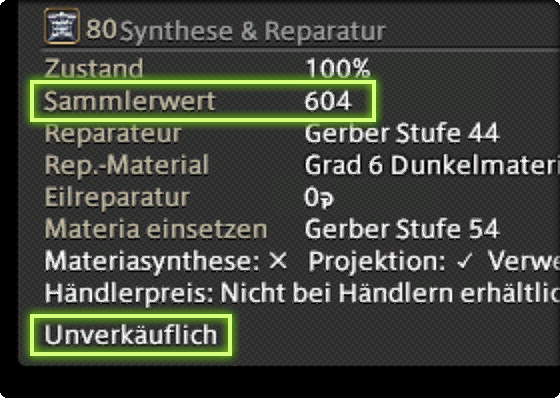 80 Synthese & Reparatur
Zustand 100%
Sammlerwert 604
Reparateur Gerber Stufe 44
Rep.-Material Grad 6 Dunkelmateri
Eilreparatur 0
Materia einsetzen Gerber Stufe 54
Materiasynthese: ✕ Projektion: ✓ Verwe
Händlerpreis: Nicht bei Händlern erhältlic
Unverkäuflich